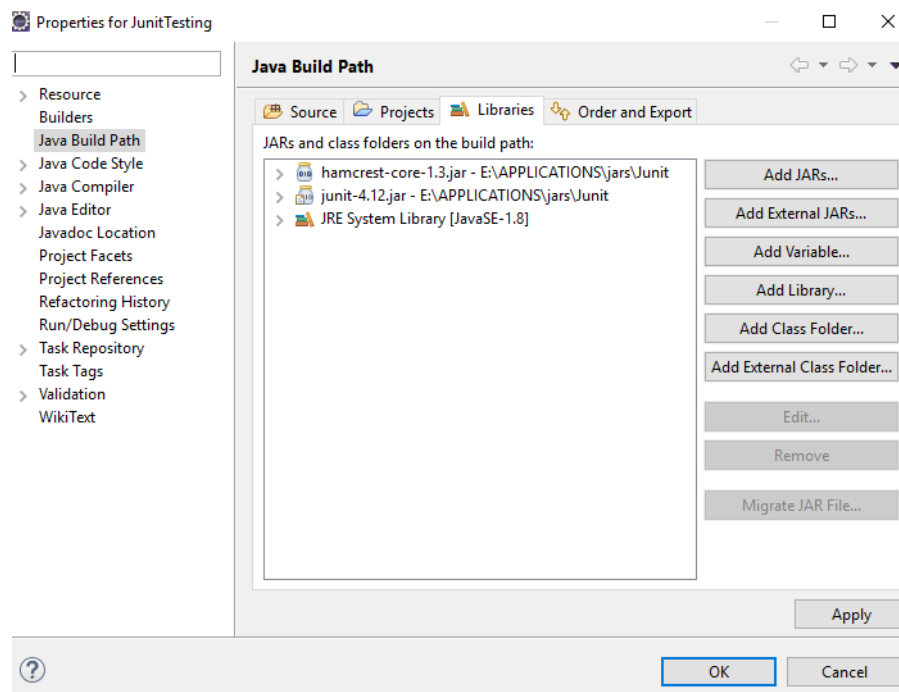 Properties for JunitTesting
Java Build Path
Resource
Builders
Java Build Path
Java Code Style
Java Compiler
Java Editor
Javadoc Location
Project Facets
Project References
Refactoring History
Run/Debug Settings
Task Repository
Task Tags
Validation
WikiText
Source Projects Libraries Order and Export
JARs and class folders on the build path:
hamcrest-core-1.3.jar - E:\APPLICATIONS\jars\Junit
junit-4.12.jar - E:\APPLICATIONS\jars\Junit
JRE System Library [JavaSE-1.8]
Add JARs...
Add External JARs...
Add Variable...
Add Library...
Add Class Folder...
Add External Class Folder...
Edit...
Remove
Migrate JAR File...
Apply
OK Cancel